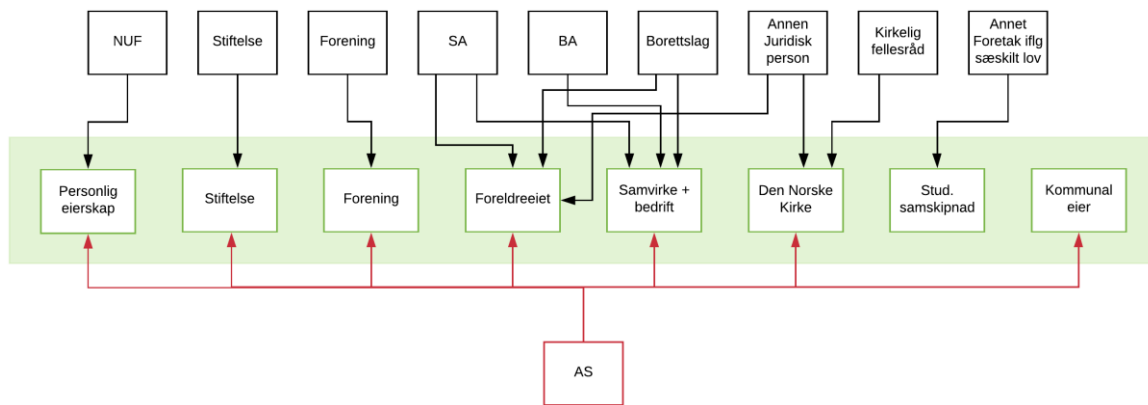 NUF
Stiftelse
Forening
SA
BA
Borettslag
Annen
Juridisk
person
Kirkelig
fellesråd
Annet
Foretak iflg
sæskilt lov
Personlig
eierskap
Stiftelse
Forening
Foreldreeiet
Samvirke +
bedrift
Den Norske
Kirke
Stud.
samskipnad
Kommunal
eier
AS